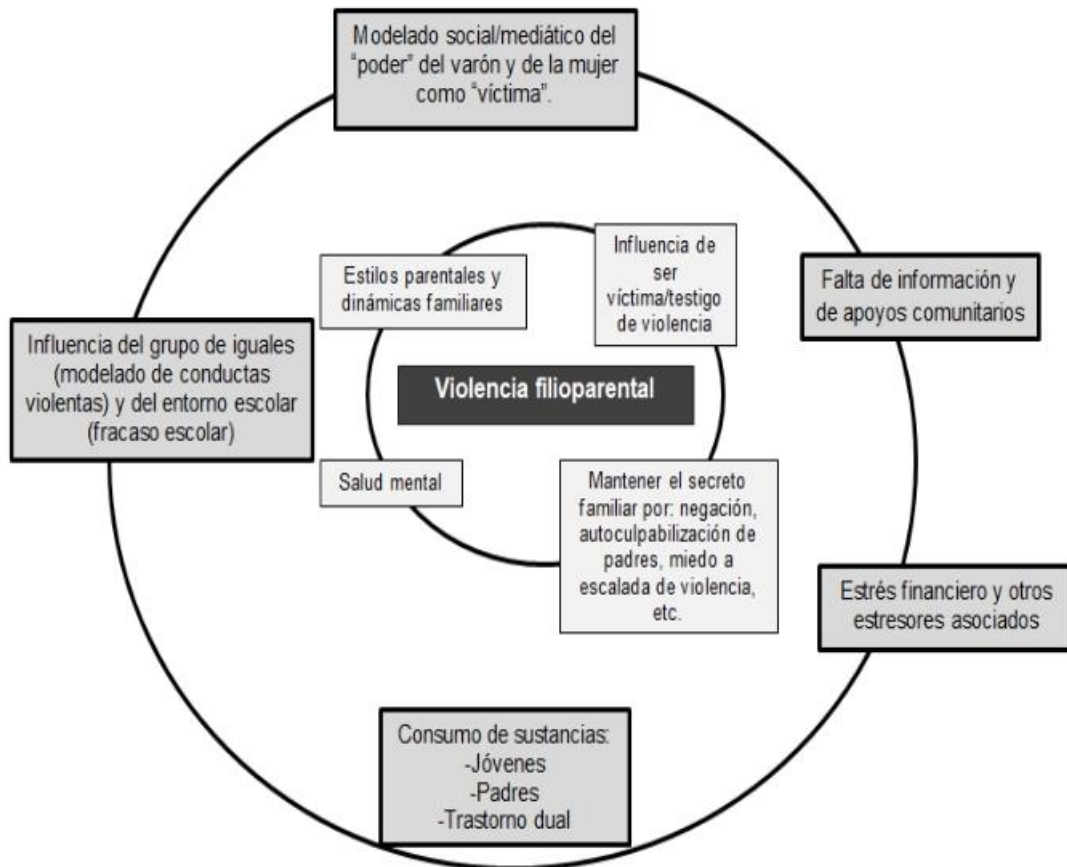 Modelado social/mediático del
“poder” del varón y de la mujer
como “víctima”.
Estilos parentales y
dinámicas familiares
Influencia de
ser
víctima/testigo
de violencia
Falta de información y
de apoyos comunitarios
Influencia del grupo de iguales
(modelado de conductas
violentas) y del entorno escolar
(fracaso escolar)
Violencia filioparental
Salud mental
Mantener el secreto
familiar por: negación,
autoculpabilización de
padres, miedo a
escalada de violencia,
etc.
Estrés financiero y otros
estresores asociados
Consumo de sustancias:
-Jóvenes
-Padres
-Trastorno dual